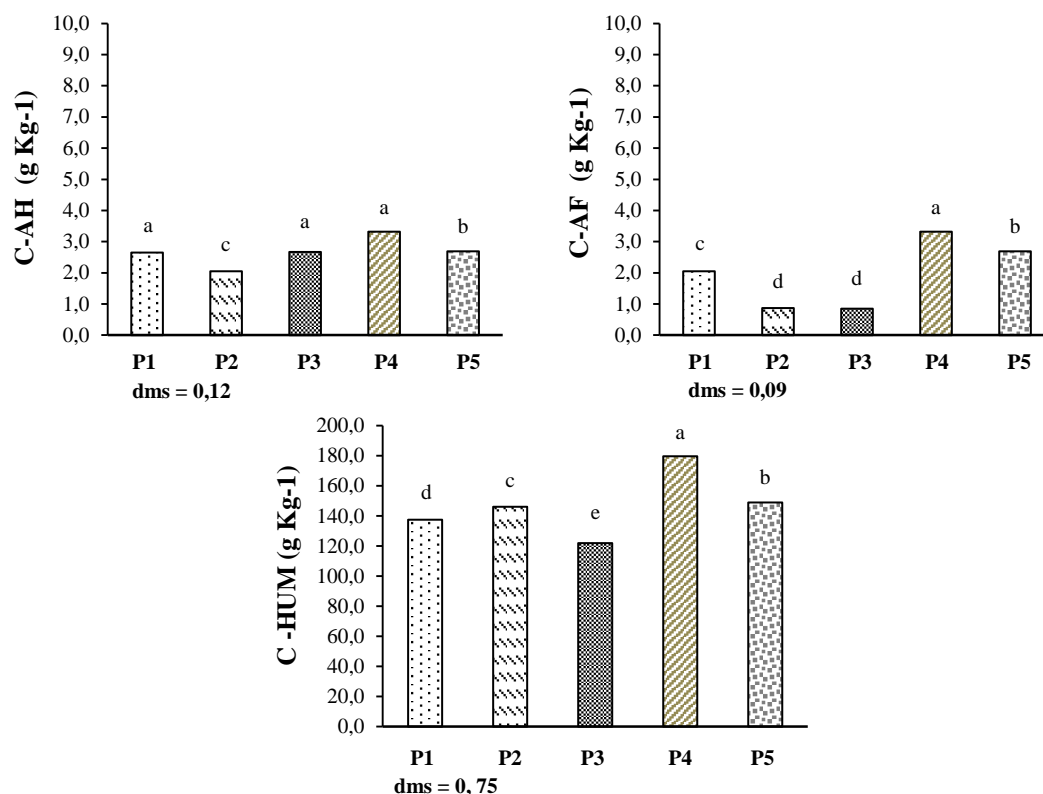 10,0
9,0
8,0
7,0
6,0
5,0
4,0
3,0
2,0
1,0
0,0
C-AH (g Kg-1)
a
c
a
a
b
P1 P2 P3 P4 P5
dms = 0,12
10,0
9,0
8,0
7,0
6,0
5,0
4,0
3,0
2,0
1,0
0,0
C-AF (g Kg-1)
c
d
d
a
b
P1 P2 P3 P4 P5
dms = 0,09
200,0
180,0
160,0
140,0
120,0
100,0
80,0
60,0
40,0
20,0
0,0
C -HUM (g Kg-1)
d
c
e
a
b
P1 P2 P3 P4 P5
dms = 0, 75